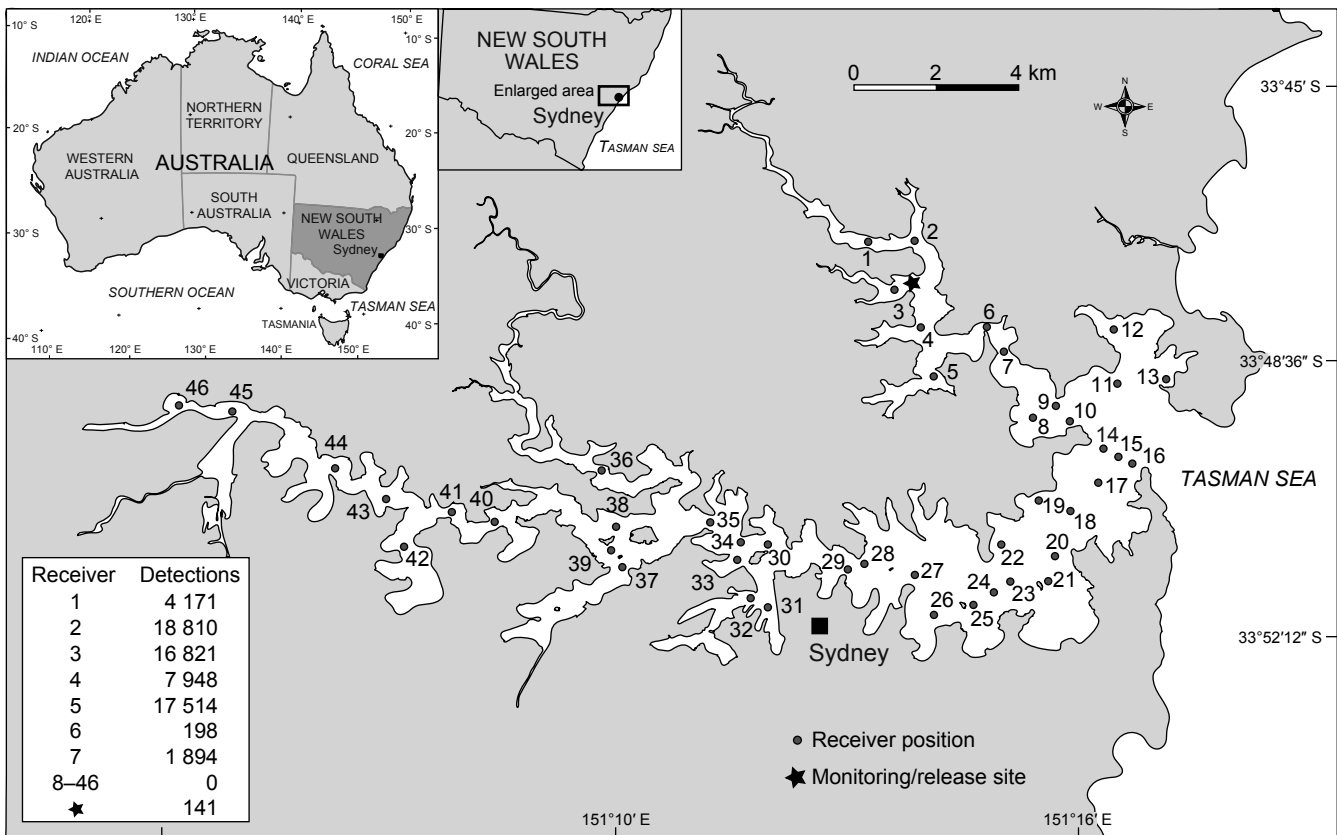 120° E
130° E
140° E
150° E
10° S
10° S
INDIAN OCEAN
CORAL SEA
NORTHERN
TERRITORY
20° S
20° S
WESTERN
AUSTRALIA
AUSTRALIA
QUEENSLAND
SOUTH
AUSTRALIA
NEW SOUTH
WALES
Sydney
30° S
30° S
VICTORIA
SOUTHERN OCEAN
TASMAN SEA
TASMANIA
40° S
40° S
110° E
120° E
130° E
140° E
150° E
NEW SOUTH
WALES
Enlarged area
Sydney
TASMAN SEA
0 2 4 km
N
W E
S
33°45′ S
33°48′36″ S
33°52′12″ S
1
2
3
4
5
6
7
8
9
10
11
12
13
14
15
16
17
18
19
20
21
22
23
24
25
26
27
28
29
30
31
32
33
34
35
36
37
38
39
40
41
42
43
44
45
46
TASMAN SEA
Sydney
Receiver Detections
1 4 171
2 18 810
3 16 821
4 7 948
5 17 514
6 198
7 1 894
8–46 0
★ 141
Receiver position
Monitoring/release site
151°10′ E
151°16′ E